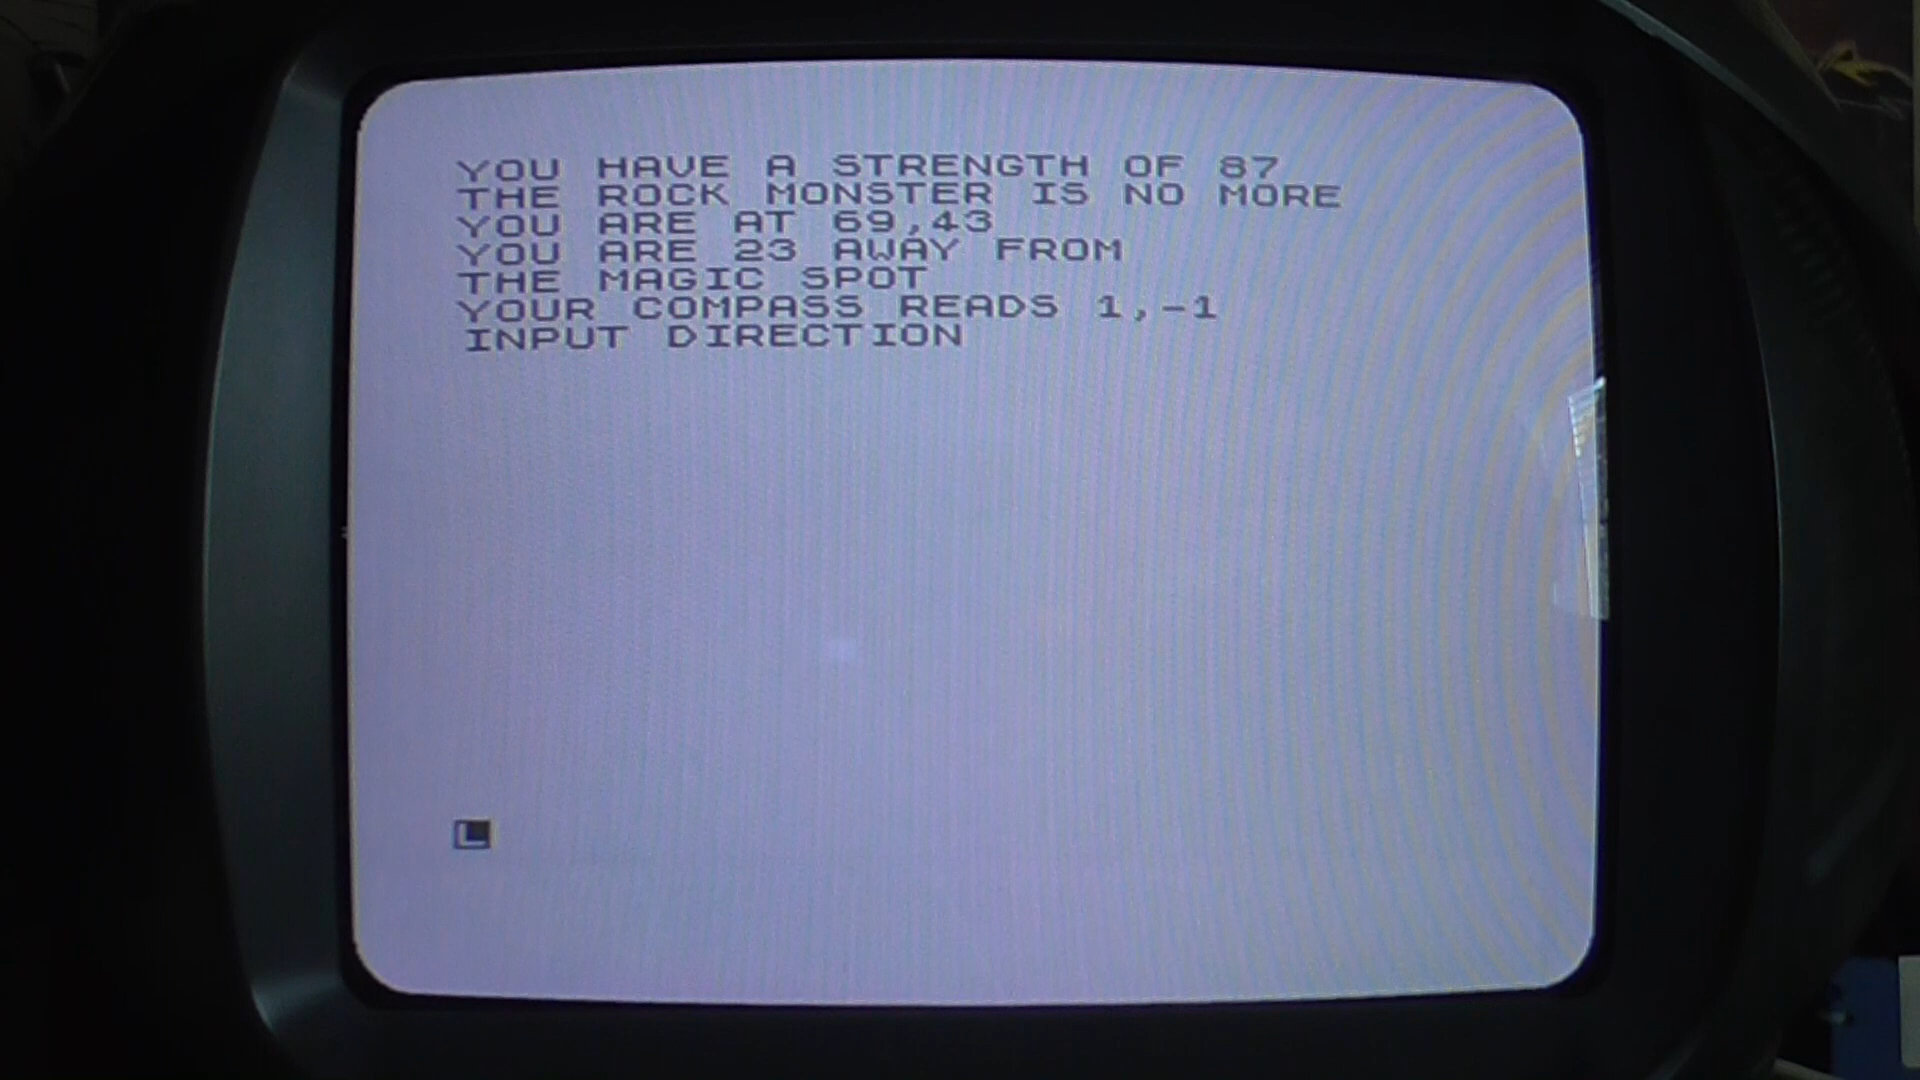 YOU HAVE A STRENGTH OF 87
THE ROCK MONSTER IS NO MORE
YOU ARE AT 69,43
YOU ARE 23 AWAY FROM
THE MAGIC SPOT
YOUR COMPASS READS 1,-1
INPUT DIRECTION
L